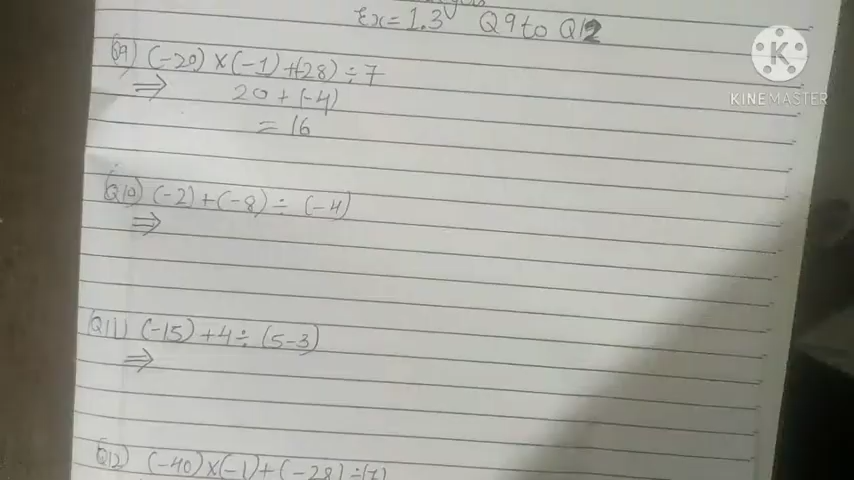 Ex= 1.3 Q9 to Q12
KINEMASTER
Q9) (-20) × (-1) + (-28) ÷ 7
⇒ 20 + (-4)
= 16
Q10) (-2) + (-8) ÷ (-4)
⇒
Q11) (-15) + 4 ÷ (5-3)
⇒
Q12) (-40) × (-1) + (-28) ÷ (7)